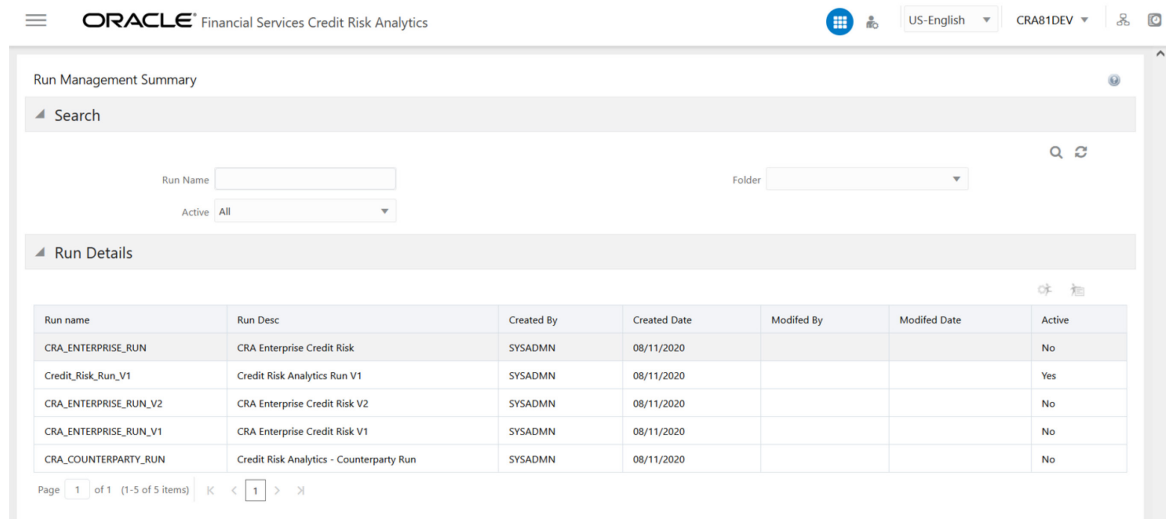 ORACLE® Financial Services Credit Risk Analytics US-English CRA81DEV
Run Management Summary
Search
Run Name Folder
Active All
Run Details
Run name Run Desc Created By Created Date Modifed By Modifed Date Active
CRA_ENTERPRISE_RUN CRA Enterprise Credit Risk SYSADMN 08/11/2020 No
Credit_Risk_Run_V1 Credit Risk Analytics Run V1 SYSADMN 08/11/2020 Yes
CRA_ENTERPRISE_RUN_V2 CRA Enterprise Credit Risk V2 SYSADMN 08/11/2020 No
CRA_ENTERPRISE_RUN_V1 CRA Enterprise Credit Risk V1 SYSADMN 08/11/2020 No
CRA_COUNTERPARTY_RUN Credit Risk Analytics - Counterparty Run SYSADMN 08/11/2020 No
Page 1 of 1 (1-5 of 5 items) 1